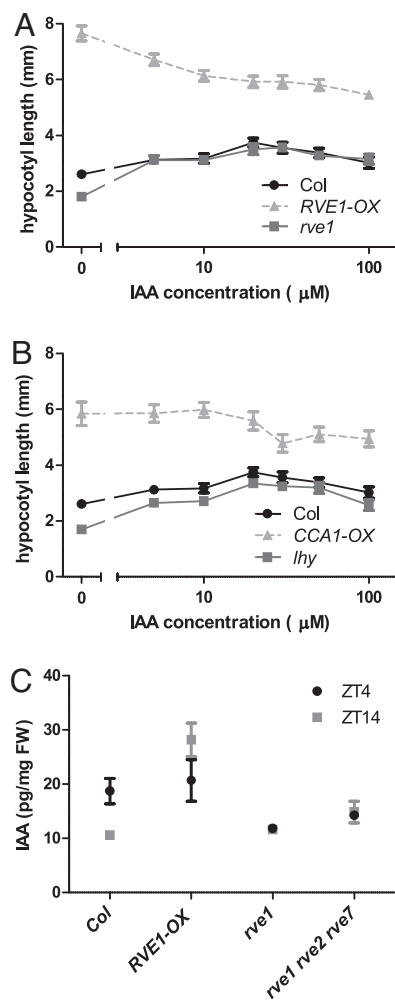 A
hypocotyl length (mm)
8
6
4
2
0
Col
RVE1-OX
rve1
0
10
100
IAA concentration ( μM)
B
hypocotyl length (mm)
8
6
4
2
0
Col
CCA1-OX
lhy
0
10
100
IAA concentration ( μM)
C
IAA (pg/mg FW)
40
30
20
10
0
ZT4
ZT14
Col
RVE1-OX
rve1
rve1 rve2 rve7